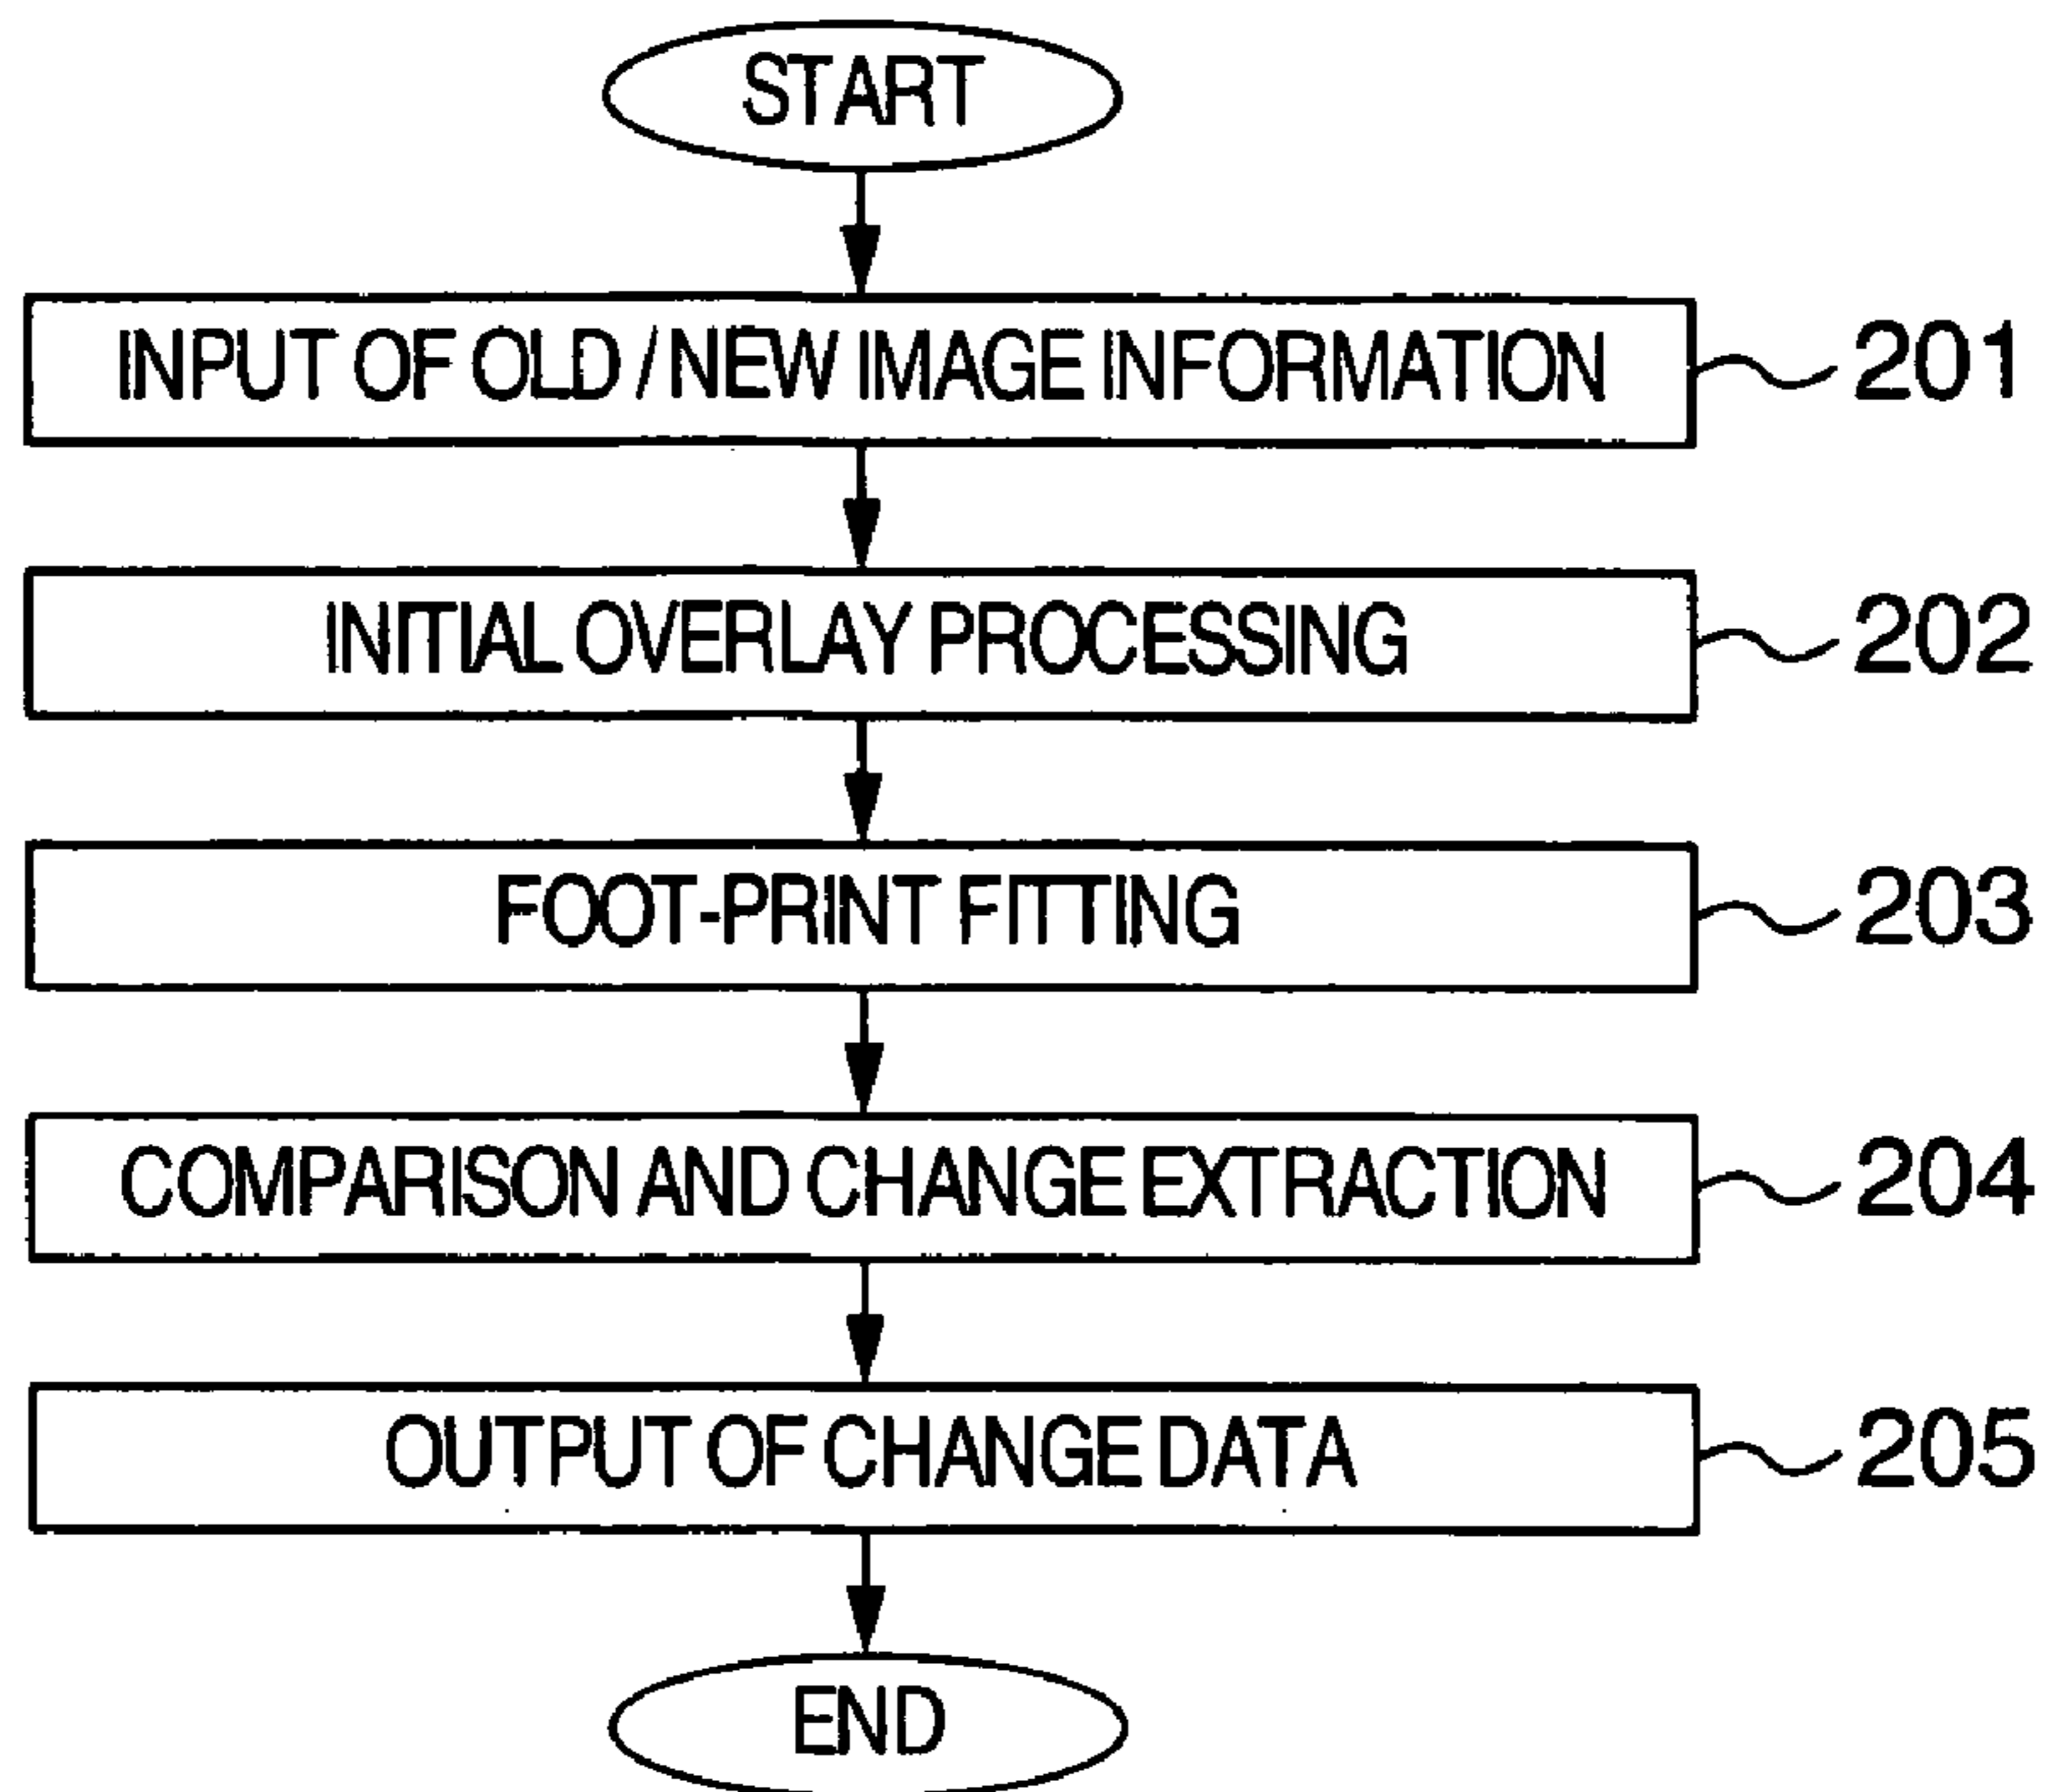 START
INPUT OF OLD / NEW IMAGE INFORMATION 201
INITIAL OVERLAY PROCESSING 202
FOOT-PRINT FITTING 203
COMPARISON AND CHANGE EXTRACTION 204
OUTPUT OF CHANGE DATA 205
END